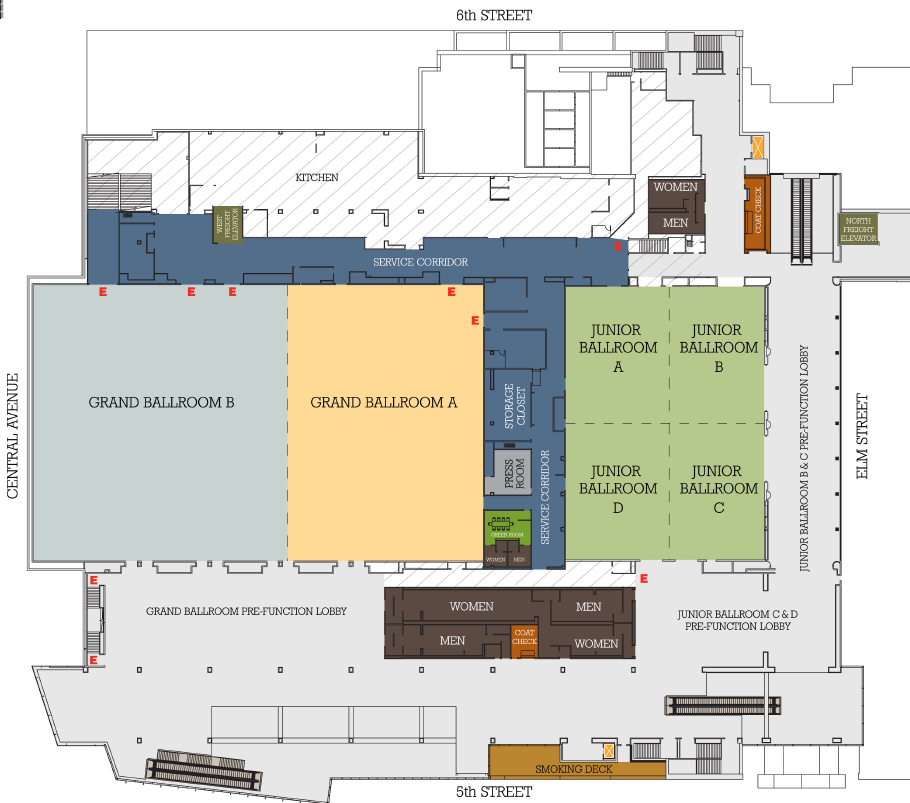 6th STREET
KITCHEN
WOMEN
MEN
COAT CHECK
WEST
FREIGHT
ELEVATOR
NORTH
FREIGHT
ELEVATOR
E
SERVICE CORRIDOR
E
E
E
E
E
JUNIOR
BALLROOM
A
JUNIOR
BALLROOM
B
CENTRAL AVENUE
GRAND BALLROOM B
GRAND BALLROOM A
STORAGE
CLOSET
JUNIOR BALLROOM B & C PRE-FUNCTION LOBBY
ELM STREET
PRESS
ROOM
SERVICE CORRIDOR
JUNIOR
BALLROOM
D
JUNIOR
BALLROOM
C
GREEN ROOM
WOMEN
MEN
E
E
GRAND BALLROOM PRE-FUNCTION LOBBY
WOMEN
MEN
JUNIOR BALLROOM C & D
PRE-FUNCTION LOBBY
MEN
COAT
CHECK
WOMEN
E
SMOKING DECK
5th STREET